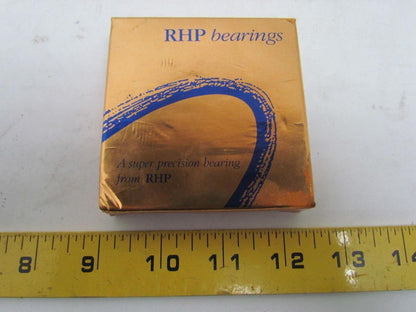 RHP bearings
A super precision bearing
from RHP
8 9 10 11 12 13 14